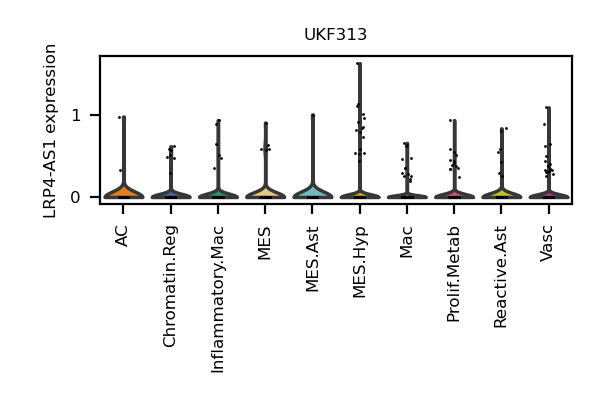 UKF313
LRP4-AS1 expression
1
0
AC
Chromatin.Reg
Inflammatory.Mac
MES
MES.Ast
MES.Hyp
Mac
Prolif.Metab
Reactive.Ast
Vasc